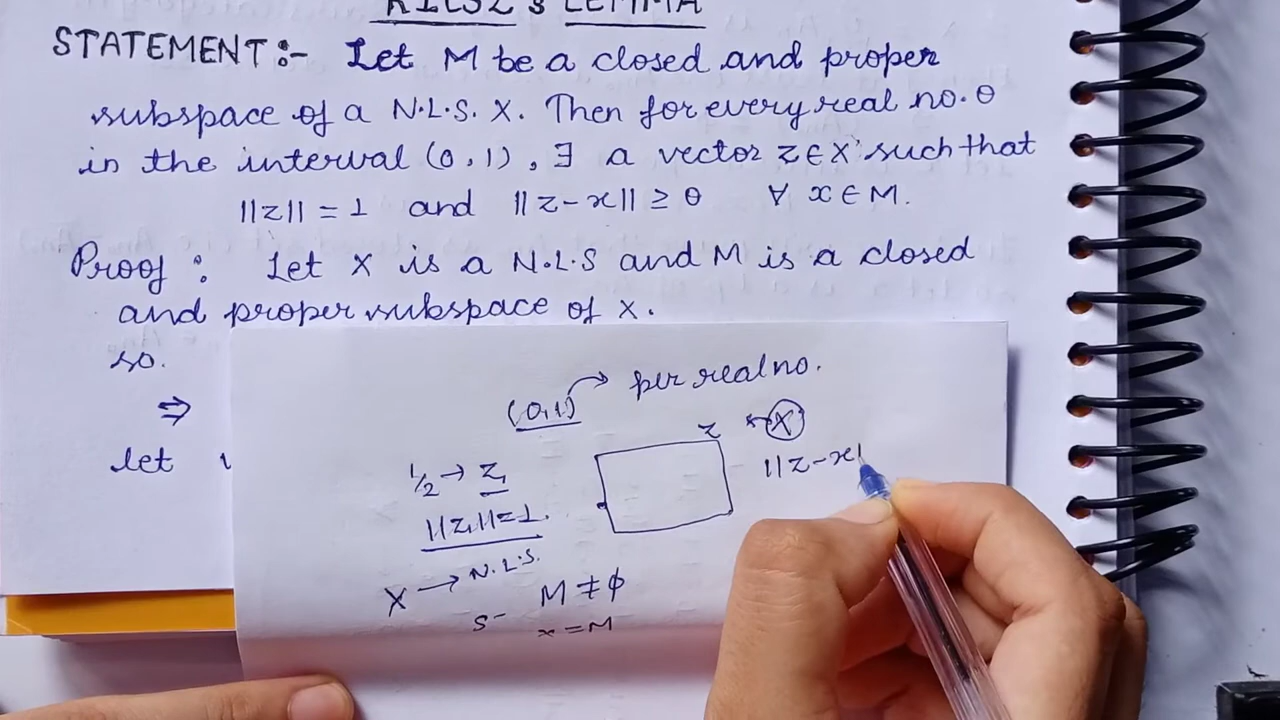 RIESZ's LEMMA
STATEMENT :- Let M be a closed and proper
subspace of a N.L.S. X. Then for every real no. θ
in the interval (0,1), ∃ a vector z ∈ X such that
||z|| = 1 and ||z-x|| ≥ θ ∀ x ∈ M.
Proof : Let X is a N.L.S and M is a closed
and proper subspace of X.
so.
⇒
let
(0,1) → per real no.
z ← X
1/2 → z₁
||z-x|
||z₁||=1.
X → N.L.S.
M ≠ ϕ
S-
x = M